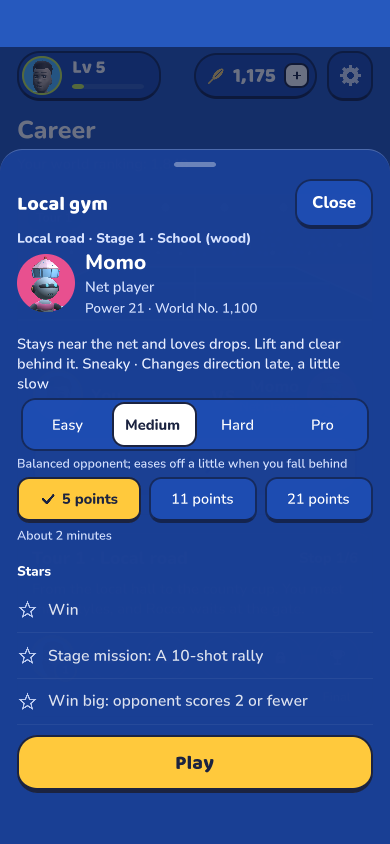 Lv 5
1,175
+
Career
Local gym
Close
Local road · Stage 1 · School (wood)
Momo
Net player
Power 21 · World No. 1,100
Stays near the net and loves drops. Lift and clear
behind it. Sneaky · Changes direction late, a little
slow
Easy
Medium
Hard
Pro
Balanced opponent; eases off a little when you fall behind
5 points
11 points
21 points
About 2 minutes
Stars
Win
Stage mission: A 10-shot rally
Win big: opponent scores 2 or fewer
Play